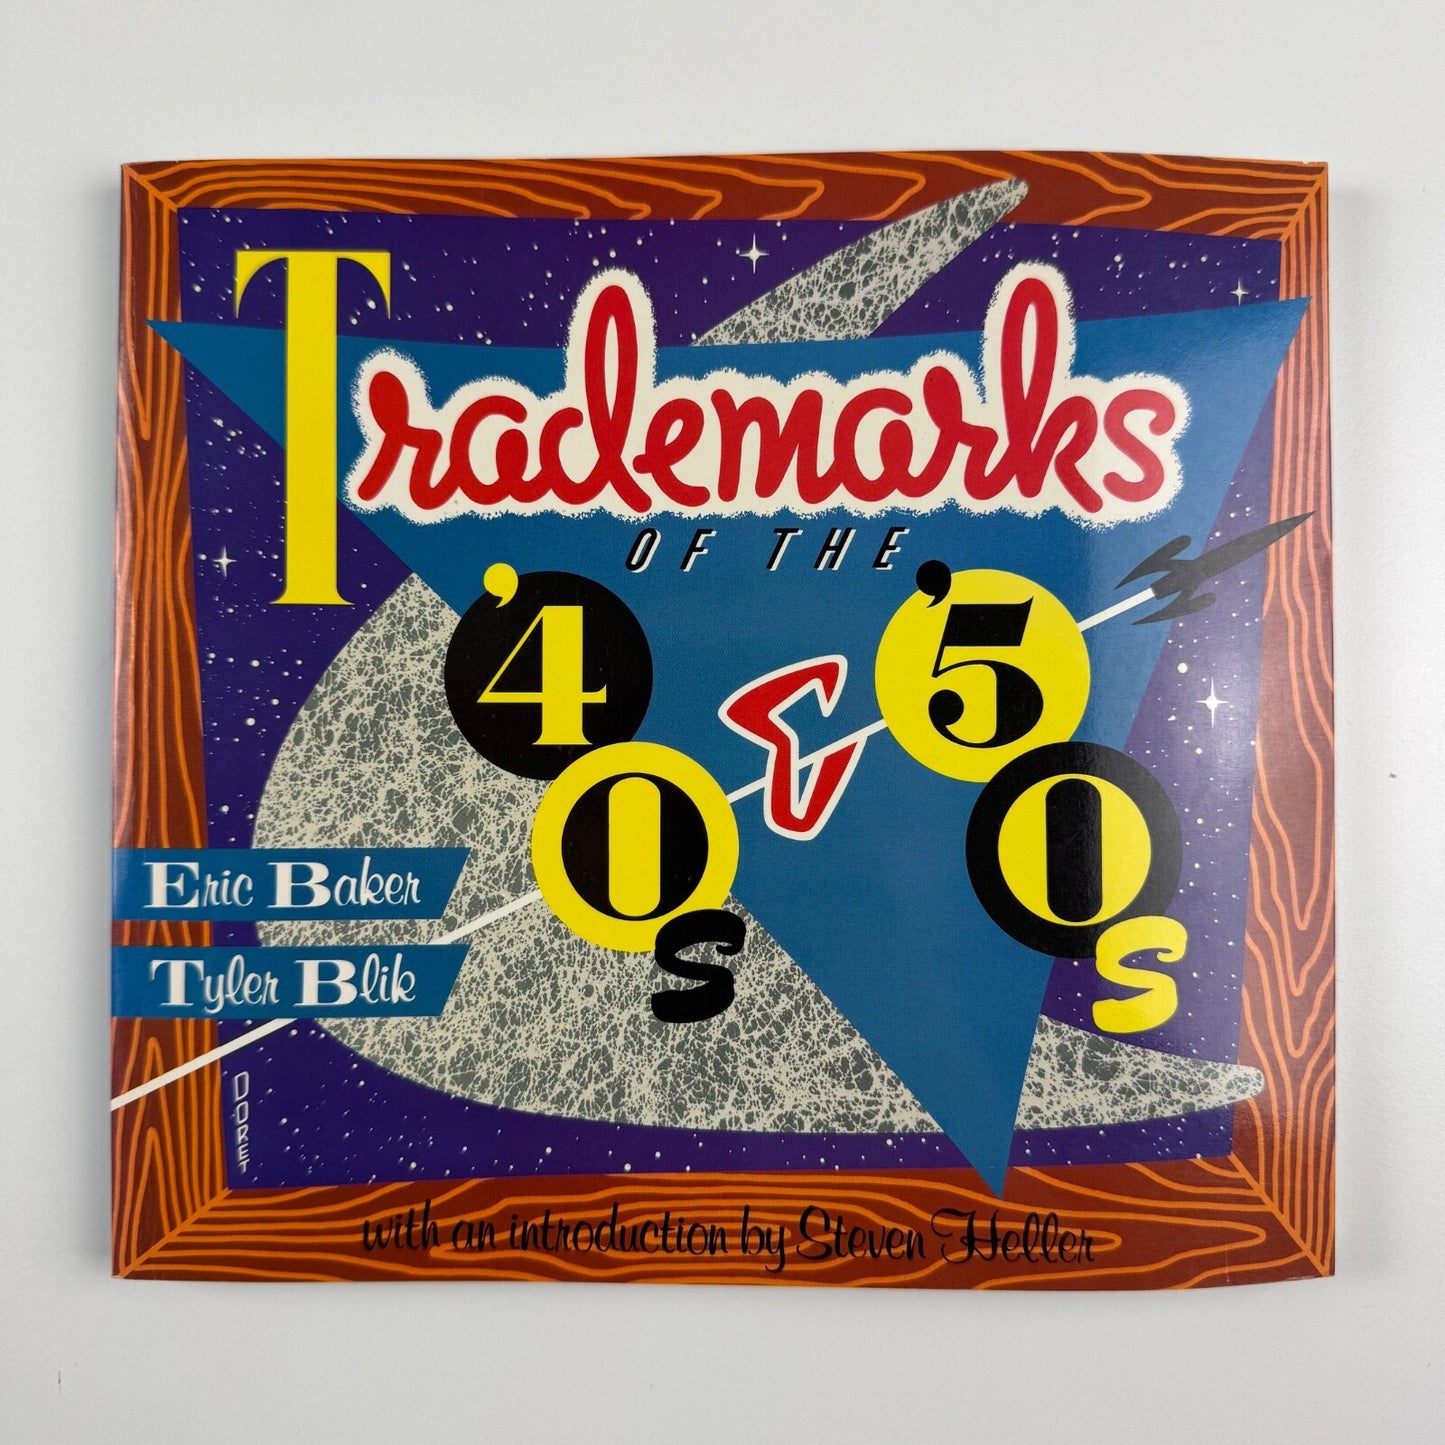 Trademarks
OF THE
'40s & '50s
Eric Baker
Tyler Blik
DORET
with an introduction by Steven Heller